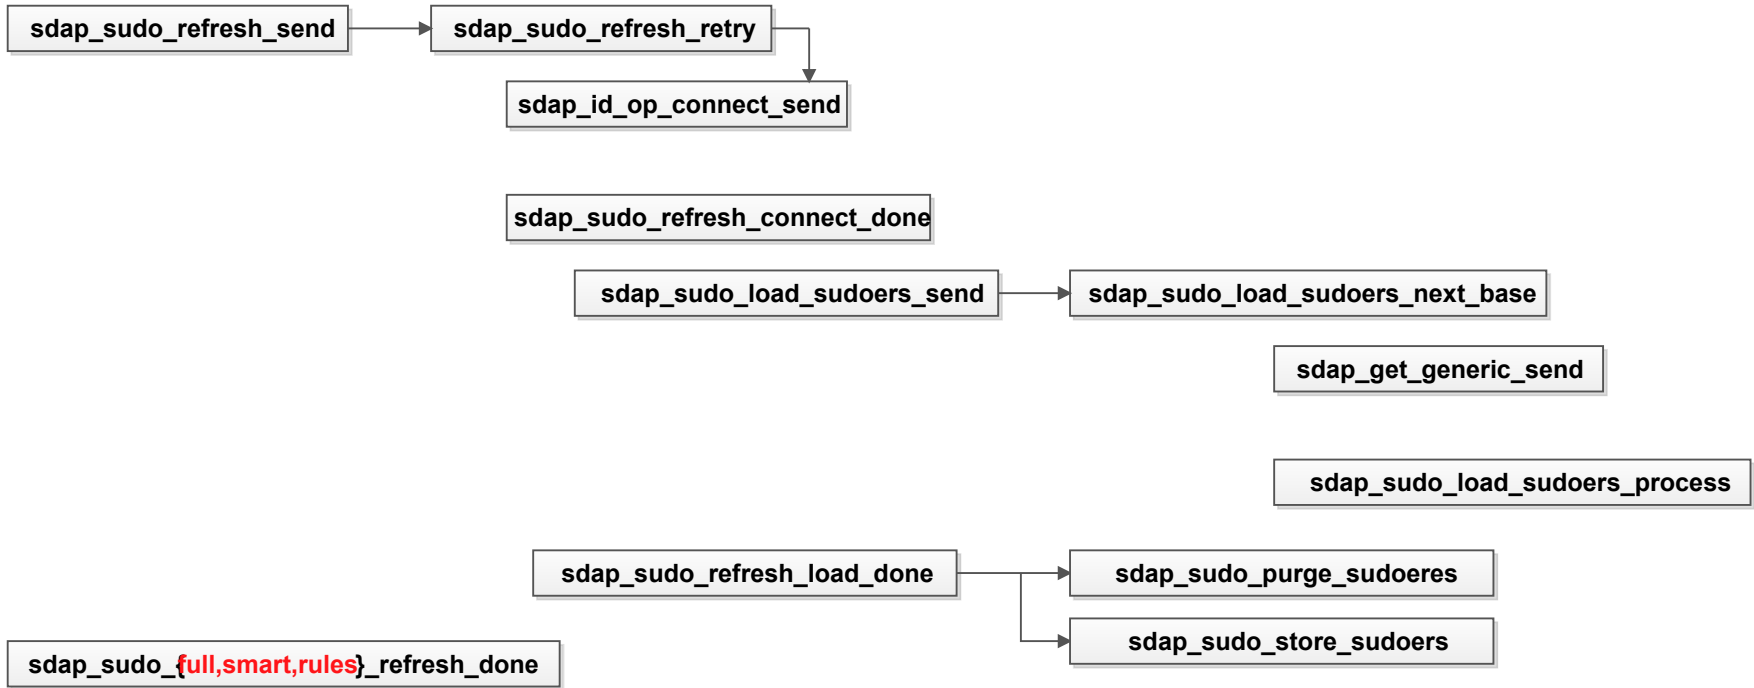 sdap_sudo_refresh_send
sdap_sudo_refresh_retry
sdap_id_op_connect_send
sdap_sudo_refresh_connect_done
sdap_sudo_load_sudoers_send
sdap_sudo_load_sudoers_next_base
sdap_get_generic_send
sdap_sudo_load_sudoers_process
sdap_sudo_refresh_load_done
sdap_sudo_purge_sudoeres
sdap_sudo_store_sudoers
sdap_sudo_{full,smart,rules}_refresh_done